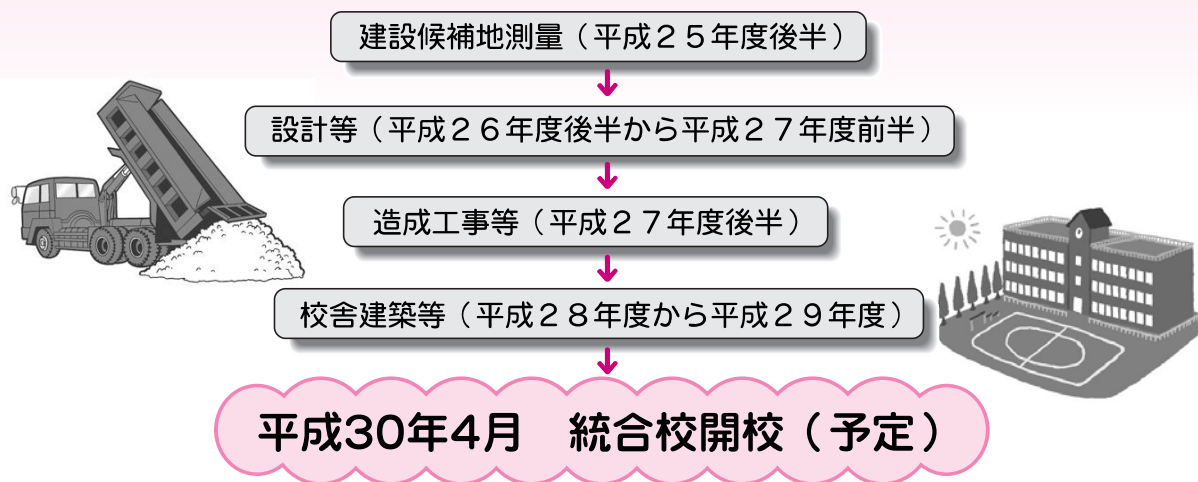 建設候補地測量（平成２５年度後半）
設計等（平成２６年度後半から平成２７年度前半）
造成工事等（平成２７年度後半）
校舎建築等（平成２８年度から平成２９年度）
平成30年4月　統合校開校（予定）